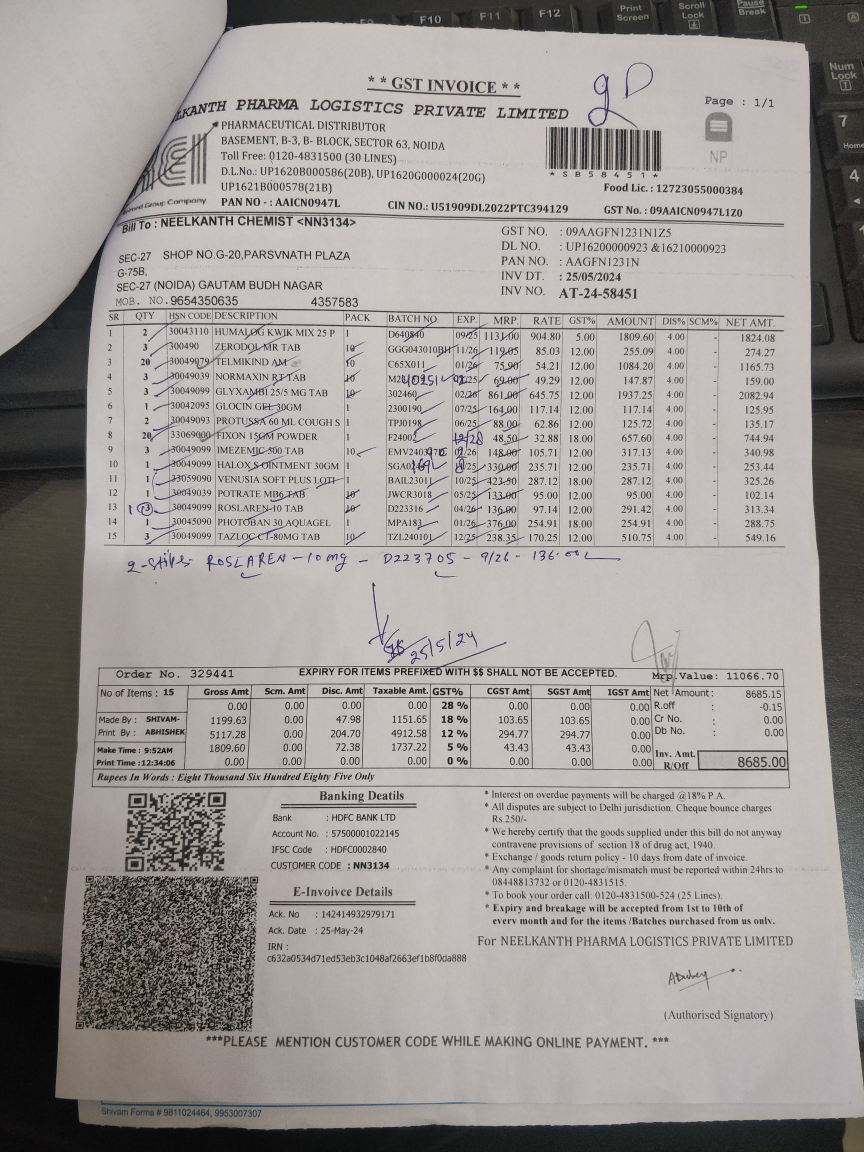 F10 F11 F12 Print Screen Scroll Lock Pause Break
Num Lock
7 Home
4
** GST INVOICE **
LKANTH PHARMA LOGISTICS PRIVATE LIMITED
Page : 1/1
PHARMACEUTICAL DISTRIBUTOR
BASEMENT, B-3, B- BLOCK, SECTOR 63, NOIDA
Toll Free: 0120-4831500 (30 LINES)
D.L.No.: UP1620B000586(20B), UP1620G000024(20G)
UP1621B000578(21B)
PAN NO - : AAICN0947L
CIN NO.: U51909DL2022PTC394129
*SB58451*
NP
Food Lic. : 12723055000384
GST No. : 09AAICN0947L1Z0
Group Company
Bill To : NEELKANTH CHEMIST <NN3134>
SEC-27 SHOP NO.G-20,PARSVNATH PLAZA
G-75B,
SEC-27 (NOIDA) GAUTAM BUDH NAGAR
MOB. NO.9654350635 4357583
GST NO. : 09AAGFN1231N1Z5
DL NO. : UP16200000923 &16210000923
PAN NO. : AAGFN1231N
INV DT. : 25/05/2024
INV NO. AT-24-58451
SR QTY HSN CODE DESCRIPTION PACK BATCH NO. EXP. MRP. RATE GST% AMOUNT DIS% SCM% NET AMT.
1 2 30043110 HUMALOG KWIK MIX 25 P 1 D640840 09/25 1131.00 904.80 5.00 1809.60 4.00 - 1824.08
2 3 300490 ZERODOL MR TAB 10 GGG043010BH 11/26 119.05 85.03 12.00 255.09 4.00 - 274.27
3 20 30049079 TELMIKIND AM 10 C65X011 01/26 75.90 54.21 12.00 1084.20 4.00 - 1165.73
4 3 30049039 NORMAXIN RT TAB 10 40251 02/25 69.00 49.29 12.00 147.87 4.00 - 159.00
5 3 30049099 GLYXAMBI 25/5 MG TAB 10 302460 02/26 861.00 645.75 12.00 1937.25 4.00 - 2082.94
6 1 30042095 GLOCIN GEL 30GM 1 2300190 07/25 164.00 117.14 12.00 117.14 4.00 - 125.95
7 2 30049093 PROTUSSA 60 ML COUGH S 1 TPJ0198 06/25 88.00 62.86 12.00 125.72 4.00 - 135.17
8 20 33069000 FIXON 15GM POWDER 1 F24002 12/28 48.50 32.88 18.00 657.60 4.00 - 744.94
9 3 30049099 IMEZEMIC 500 TAB 10 /26 148.00 105.71 12.00 317.13 4.00 - 340.98
10 1 30049099 HALOX S OINTMENT 30GM 1 /25 330.00 235.71 12.00 235.71 4.00 - 253.44
11 1 33059090 VENUSIA SOFT PLUS LOTI 1 BAIL23011 10/25 423.50 287.12 18.00 287.12 4.00 - 325.26
12 1 30049039 POTRATE MB6 TAB 10 JWCR3018 05/25 133.00 95.00 12.00 95.00 4.00 - 102.14
13 3 30049099 ROSLAREN-10 TAB 10 D223316 04/26 136.00 97.14 12.00 291.42 4.00 - 313.34
14 1 30045090 PHOTOBAN 30 AQUAGEL 1 MPA183 01/26 376.00 254.91 18.00 254.91 4.00 - 288.75
15 3 30049099 TAZLOC CT-80MG TAB 10 TZL240101 12/25 238.35 170.25 12.00 510.75 4.00 - 549.16
2-strips ROSLAREN-10mg - D223705 - 9/26 - 136.00
25/5/24
Order No. 329441 EXPIRY FOR ITEMS PREFIXED WITH $$ SHALL NOT BE ACCEPTED. Mrp.Value: 11066.70
No of Items : 15
Made By : SHIVAM-
Print By : ABHISHEK
Make Time : 9:52AM
Print Time :12:34:06
Gross Amt Scm. Amt Disc. Amt Taxable Amt. GST% CGST Amt SGST Amt IGST Amt
0.00 0.00 0.00 0.00 28 % 0.00 0.00 0.00
1199.63 0.00 47.98 1151.65 18 % 103.65 103.65 0.00
5117.28 0.00 204.70 4912.58 12 % 294.77 294.77 0.00
1809.60 0.00 72.38 1737.22 5 % 43.43 43.43 0.00
0.00 0.00 0.00 0.00 0 % 0.00 0.00 0.00
Net Amount : 8685.15
R.off : -0.15
Cr No. : 0.00
Db No. : 0.00
Inv. Amt. R/Off 8685.00
Rupees In Words : Eight Thousand Six Hundred Eighty Five Only
Banking Deatils
Bank : HDFC BANK LTD
Account No. : 57500001022145
IFSC Code : HDFC0002840
CUSTOMER CODE : NN3134
E-Invoivce Details
Ack. No : 142414932979171
Ack. Date : 25-May-24
IRN :
c632a0534d71ed53eb3c1048af2663ef1b8f0da888
* Interest on overdue payments will be charged @18% P.A.
* All disputes are subject to Delhi jurisdiction. Cheque bounce charges
Rs.250/-
* We hereby certify that the goods supplied under this bill do not anyway
contravene provisions of section 18 of drug act, 1940.
* Exchange / goods return policy - 10 days from date of invoice.
* Any complaint for shortage/mismatch must be reported within 24hrs to
08448813732 or 0120-4831515.
* To book your order call: 0120-4831500-524 (25 Lines).
* Expiry and breakage will be accepted from 1st to 10th of
every month and for the items /Batches purchased from us only.
For NEELKANTH PHARMA LOGISTICS PRIVATE LIMITED
(Authorised Signatory)
***PLEASE MENTION CUSTOMER CODE WHILE MAKING ONLINE PAYMENT. ***
Shivam Forms # 9811024464, 9953007307